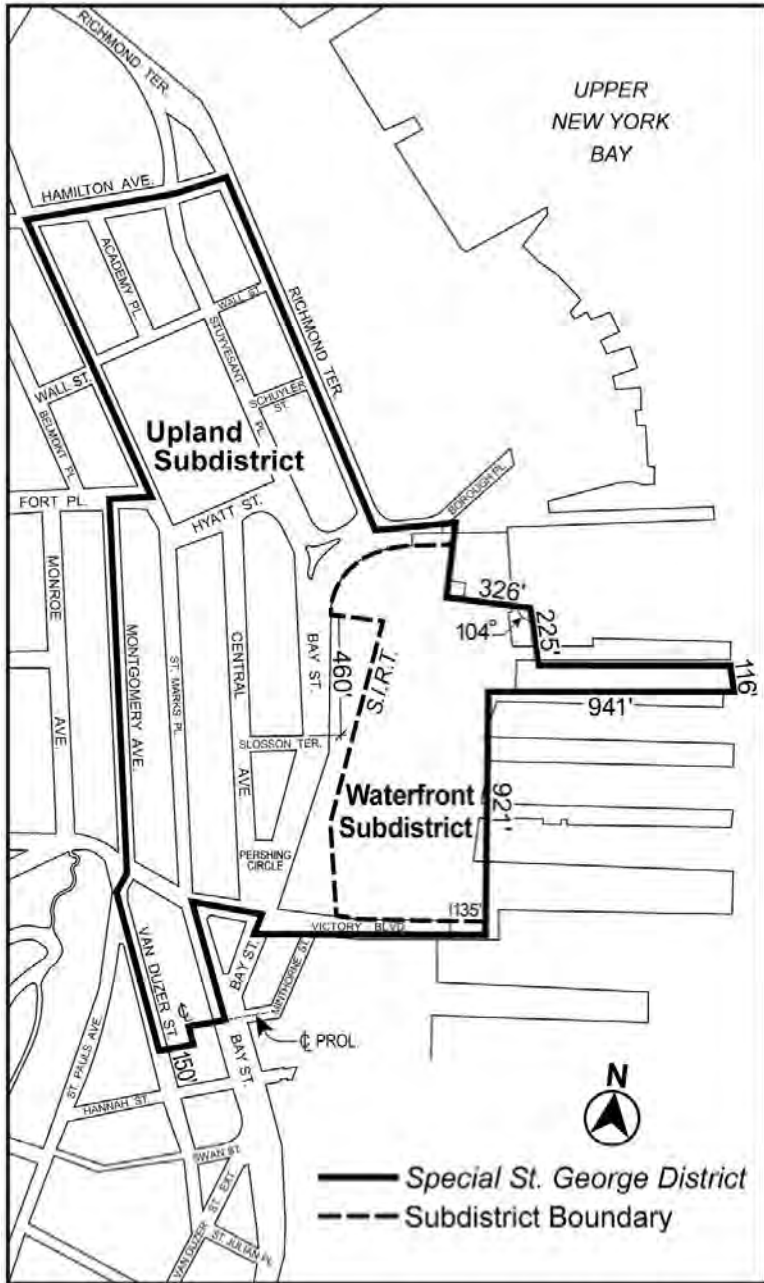 RICHMOND TER.
UPPER
NEW YORK
BAY
HAMILTON AVE.
ACADEMY PL.
WALL ST.
RICHMOND TER.
STUYVESANT
PL.
SCHUYLER
ST.
WALL ST.
BELMONT PL.
Upland
Subdistrict
FORT PL.
HYATT ST.
BOROUGH PL.
326'
104°
225'
116'
941'
MONROE
AVE.
MONTGOMERY AVE.
ST. MARKS PL.
CENTRAL
AVE
BAY ST.
460'
S.I.R.T.
SLOSSON TER.
Waterfront
Subdistrict
921'
PERSHING
CIRCLE
135'
VICTORY BLVD.
VAN DUZER ST.
BAY ST.
MINTHORNE ST.
ST. PAULS AVE.
150'
℄ PROL.
BAY ST.
HANNAH ST.
SWAN ST.
VAN DUZER ST. EXT.
ST. JULIAN PL.
N
Special St. George District
Subdistrict Boundary